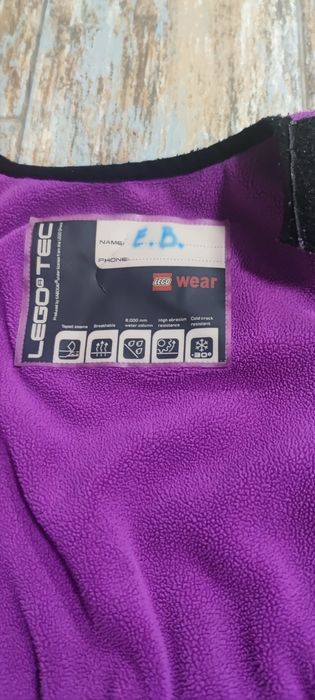 LEGO TEC
NAME: E.B.
PHONE:
LEGO wear
Taped seams
Breathable
8,000 mm water column
High abrasion resistance
Cold crack resistant
-30°